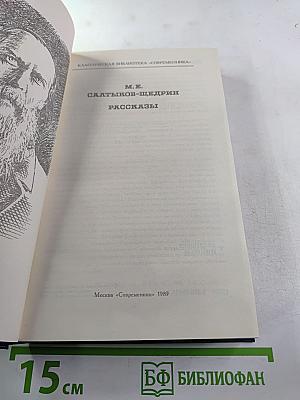 КЛАССИЧЕСКАЯ БИБЛИОТЕКА «СОВРЕМЕННИКА»
М. Е.
САЛТЫКОВ-ЩЕДРИН
РАССКАЗЫ
Москва «Современник» 1989
15 см
БФ БИБЛИОФАН